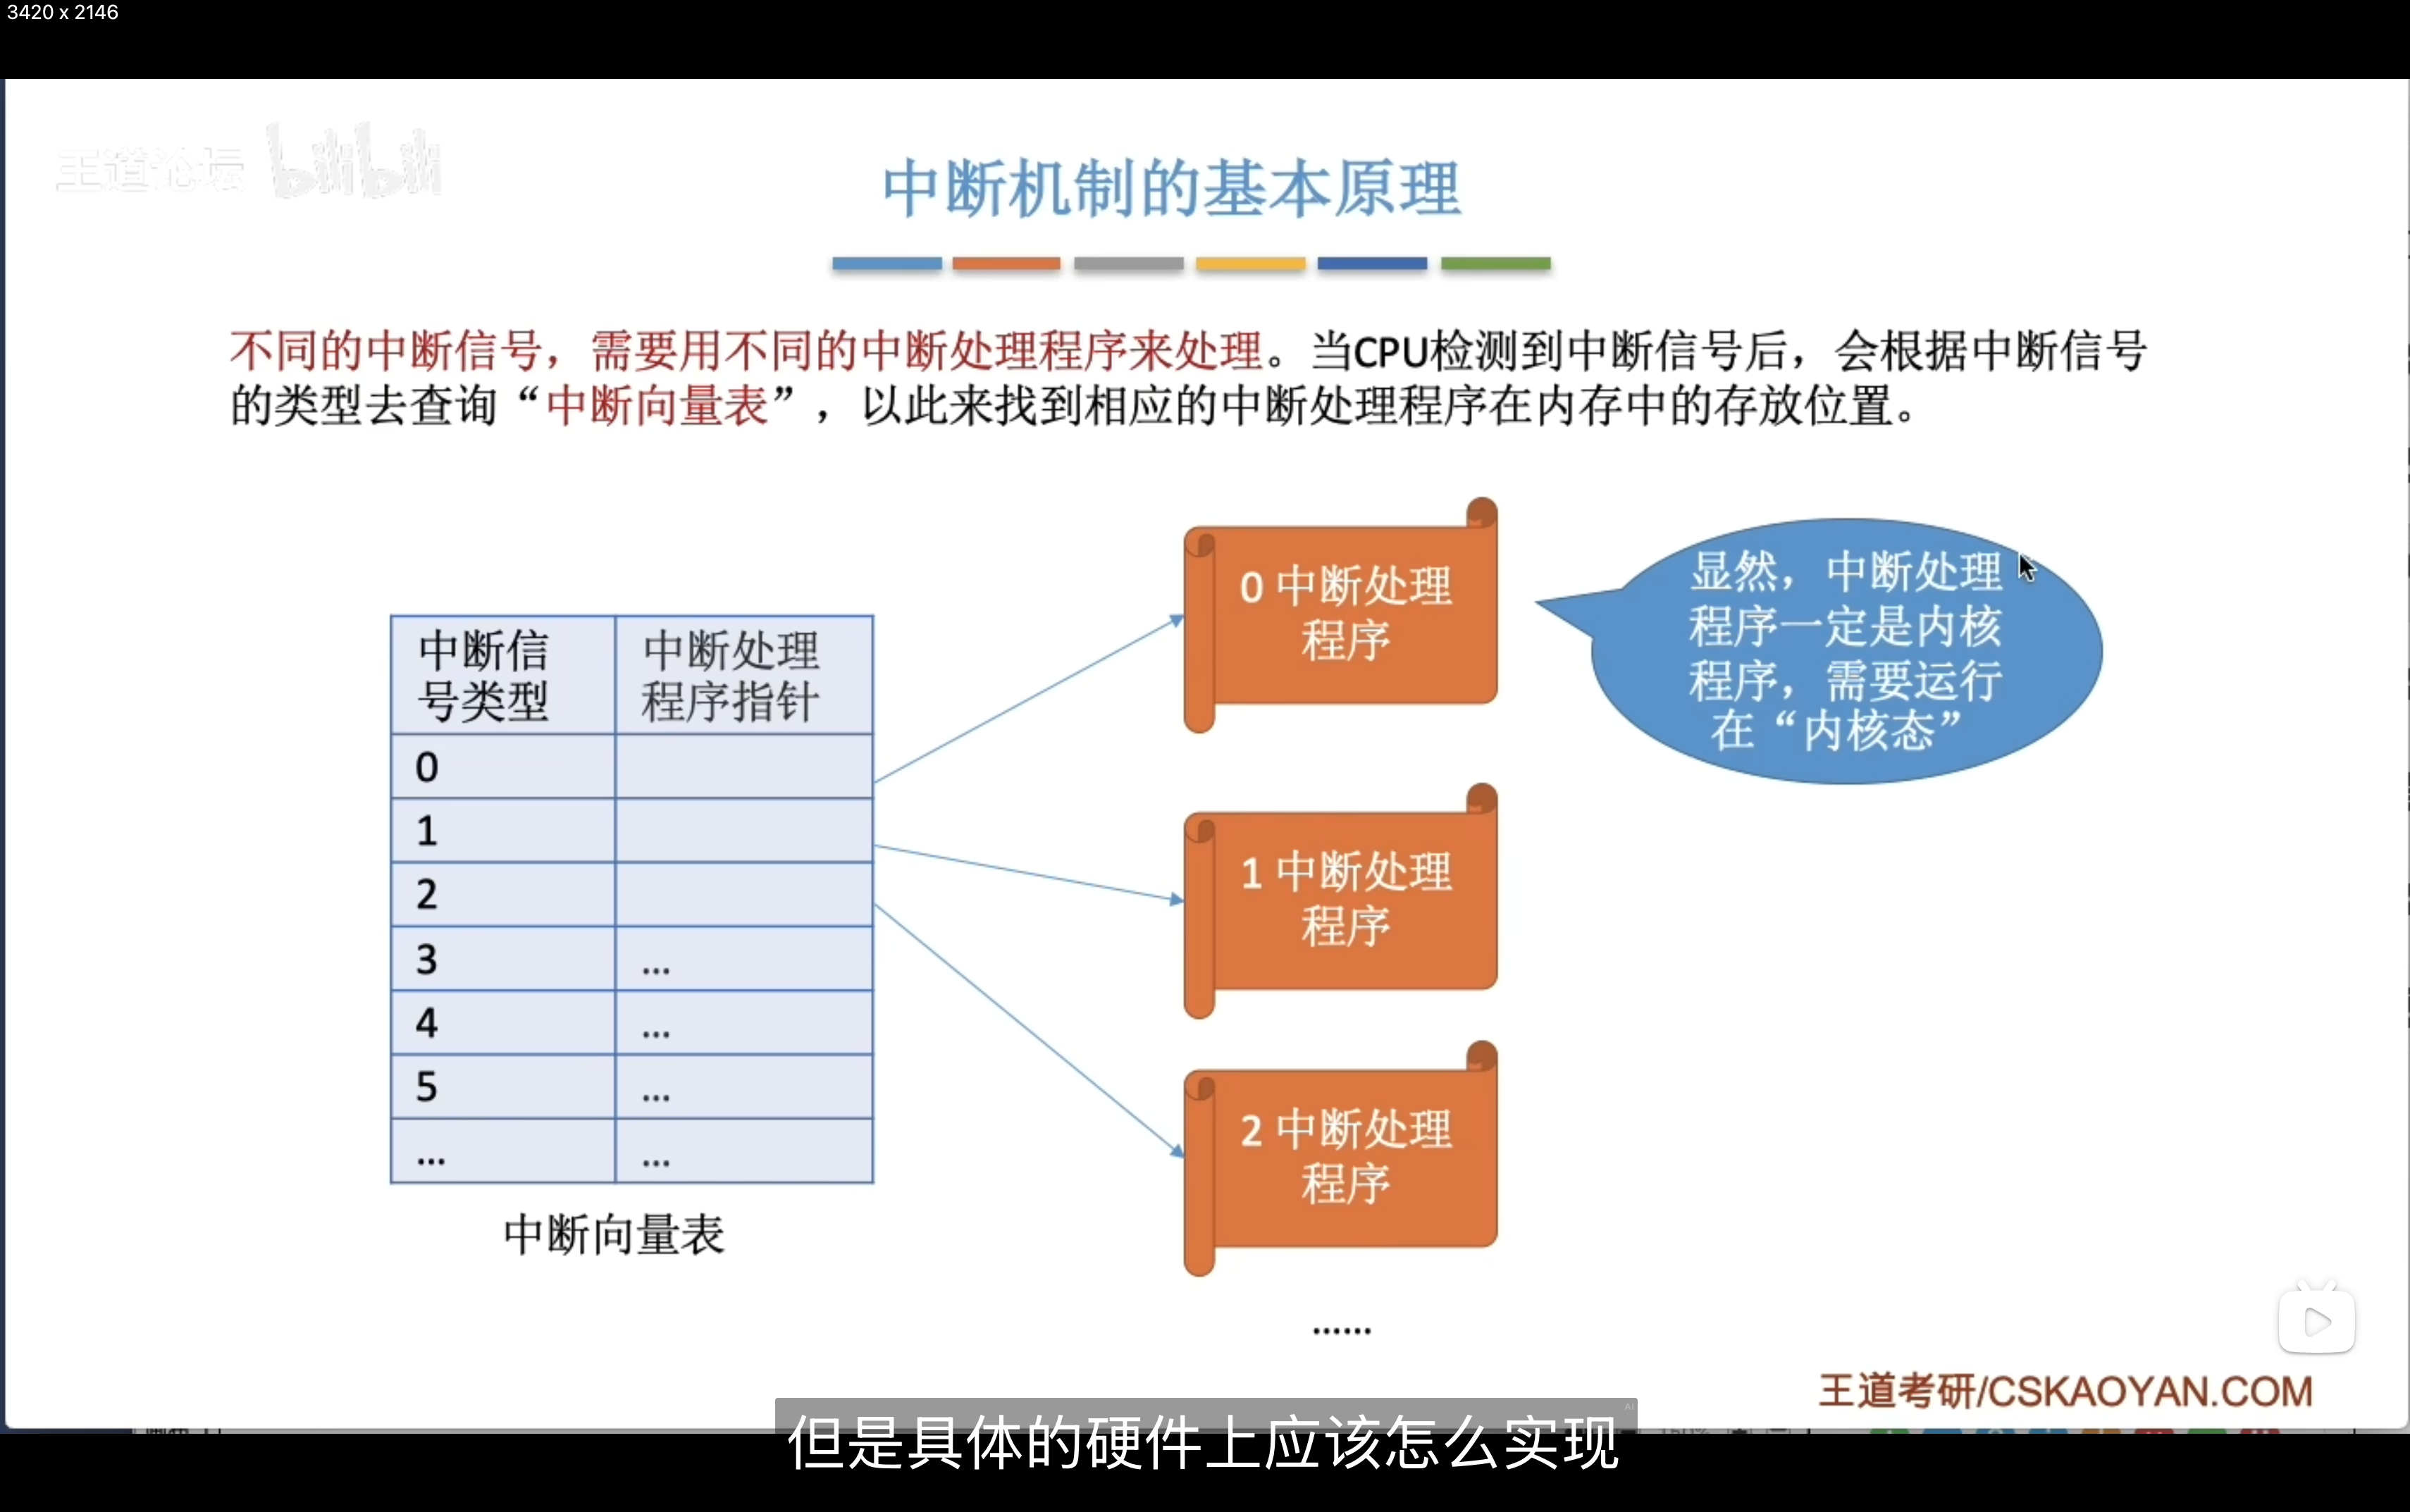 3420 x 2146
王道论坛 bilibili
中断机制的基本原理
不同的中断信号，需要用不同的中断处理程序来处理。当CPU检测到中断信号后，会根据中断信号
的类型去查询“中断向量表”，以此来找到相应的中断处理程序在内存中的存放位置。
中断信
号类型
中断处理
程序指针
0
1
2
3 ...
4 ...
5 ...
... ...
中断向量表
0 中断处理
程序
1 中断处理
程序
2 中断处理
程序
......
显然，中断处理
程序一定是内核
程序，需要运行
在“内核态”
王道考研/CSKAOYAN.COM
AI
但是具体的硬件上应该怎么实现